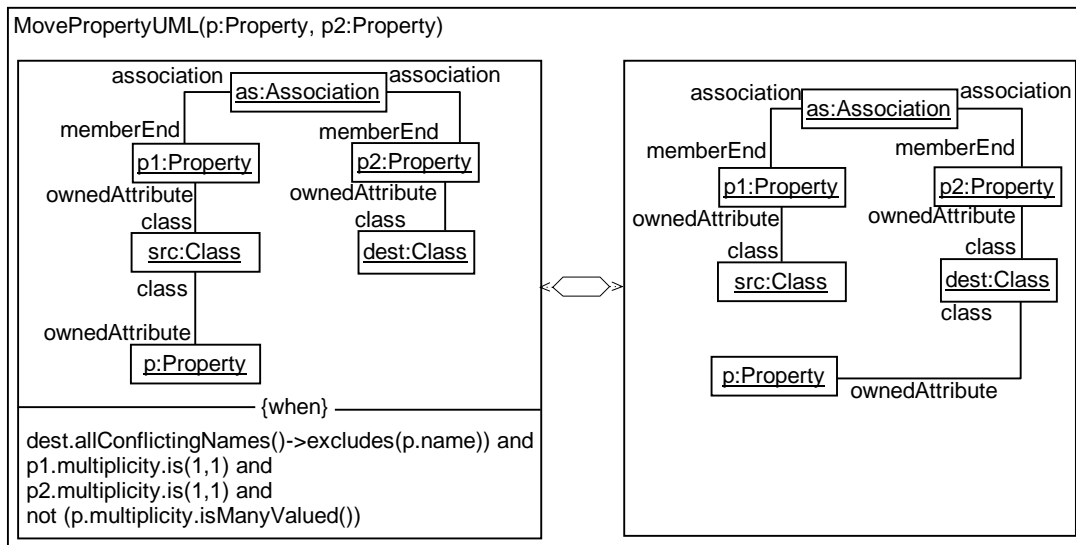 MovePropertyUML(p:Property, p2:Property)
association
association
as:Association
memberEnd
memberEnd
p1:Property
p2:Property
ownedAttribute
ownedAttribute
class
class
src:Class
dest:Class
class
ownedAttribute
p:Property
{when}
dest.allConflictingNames()->excludes(p.name)) and
p1.multiplicity.is(1,1) and
p2.multiplicity.is(1,1) and
not (p.multiplicity.isManyValued())
association
association
as:Association
memberEnd
memberEnd
p1:Property
p2:Property
ownedAttribute
ownedAttribute
class
class
src:Class
dest:Class
class
p:Property
ownedAttribute